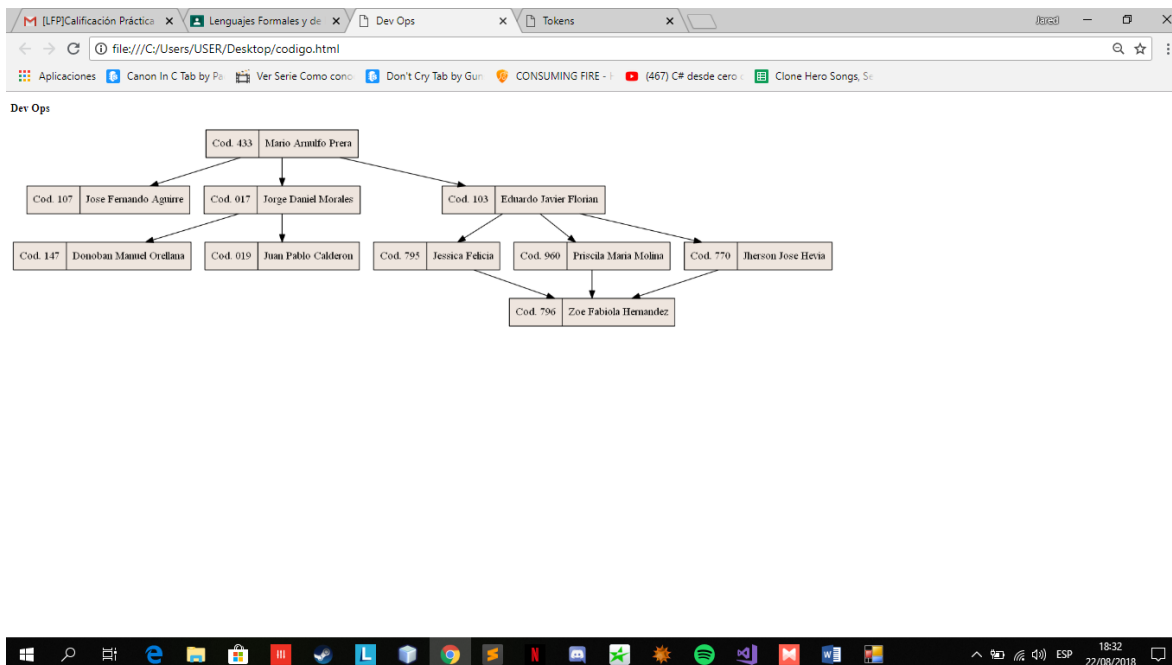 [LFP]Calificación Práctica
Lenguajes Formales y de
Dev Ops
Tokens
Jared
file:///C:/Users/USER/Desktop/codigo.html
Aplicaciones
Canon In C Tab by Pa
Ver Serie Como cono
Don't Cry Tab by Gun
CONSUMING FIRE -
(467) C# desde cero
Clone Hero Songs, Se
Dev Ops
Cod. 433 Mario Arnulfo Prera
Cod. 107 Jose Fernando Aguirre
Cod. 017 Jorge Daniel Morales
Cod. 103 Eduardo Javier Florian
Cod. 147 Donoban Manuel Orellana
Cod. 019 Juan Pablo Calderon
Cod. 795 Jessica Felicia
Cod. 960 Priscila Maria Molina
Cod. 770 Jherson Jose Hevia
Cod. 796 Zoe Fabiola Hernandez
ESP
18:32
22/08/2018